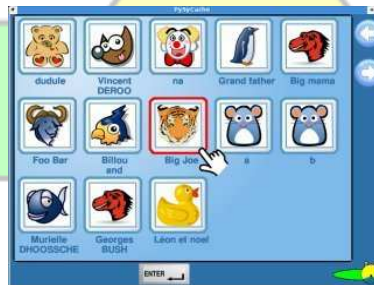 PySyCache
dudule
Vincent
DEROO
na
Grand father
Big mama
Foo Bar
Billou
and
Big Joe
a
b
Murielle
DHOOSSCHE
Georges
BUSH
Léon et noel
ENTER